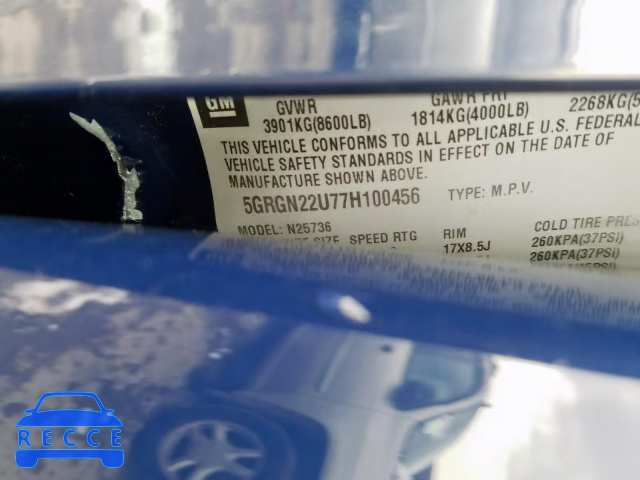 GM
GVWR GAWR FRT
3901KG(8600LB) 1814KG(4000LB) 2268KG(5
THIS VEHICLE CONFORMS TO ALL APPLICABLE U.S. FEDERAL
VEHICLE SAFETY STANDARDS IN EFFECT ON THE DATE OF
MANUFACTURE SHOWN ABOVE.
5GRGN22U77H100456 TYPE: M.P.V.
MODEL: N25736
SIZE SPEED RTG RIM COLD TIRE PRES
17X8.5J 260KPA(37PSI)
260KPA(37PSI)
RECCE